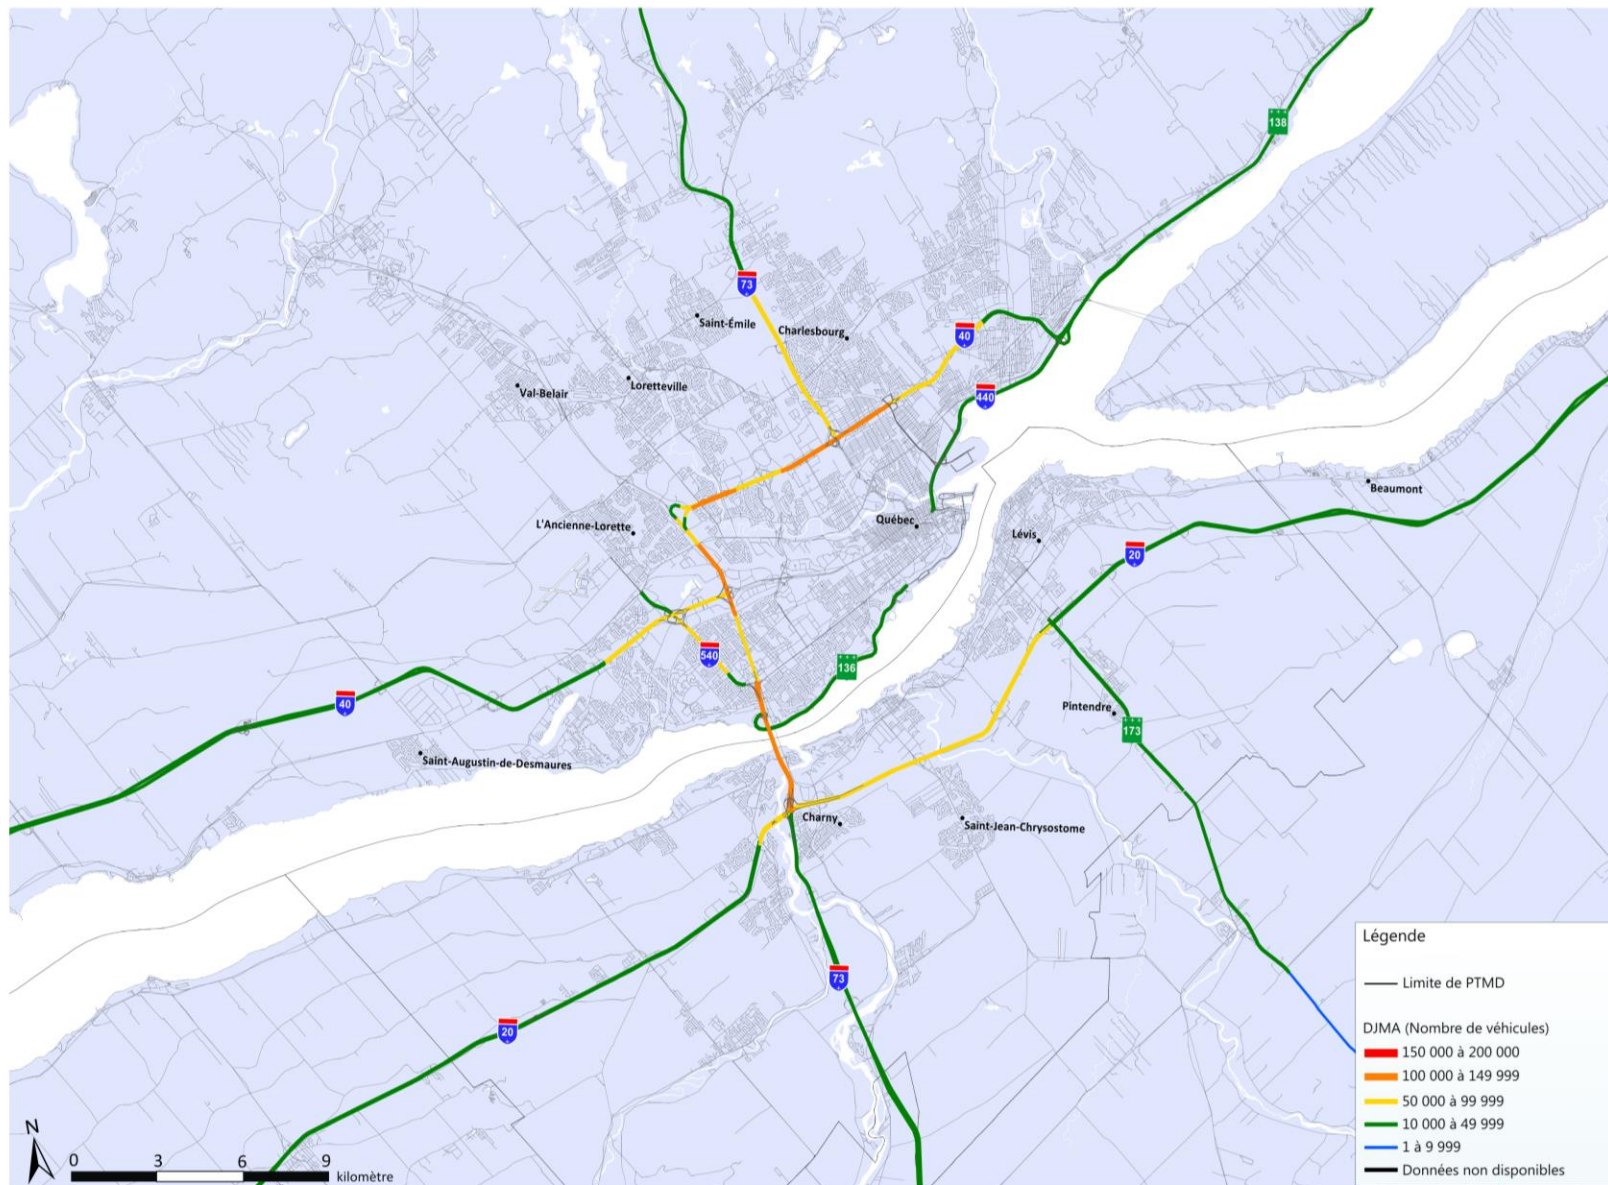 138
73
Saint-Émile
Charlesbourg
40
Loretteville
Val-Belair
440
Beaumont
L'Ancienne-Lorette
Québec
Lévis
20
540
136
40
Pintendre
173
Saint-Augustin-de-Desmaures
Charny
Saint-Jean-Chrysostome
73
20
Légende
Limite de PTMD
DJMA (Nombre de véhicules)
150 000 à 200 000
100 000 à 149 999
50 000 à 99 999
10 000 à 49 999
1 à 9 999
Données non disponibles
N
0 3 6 9
kilomètre